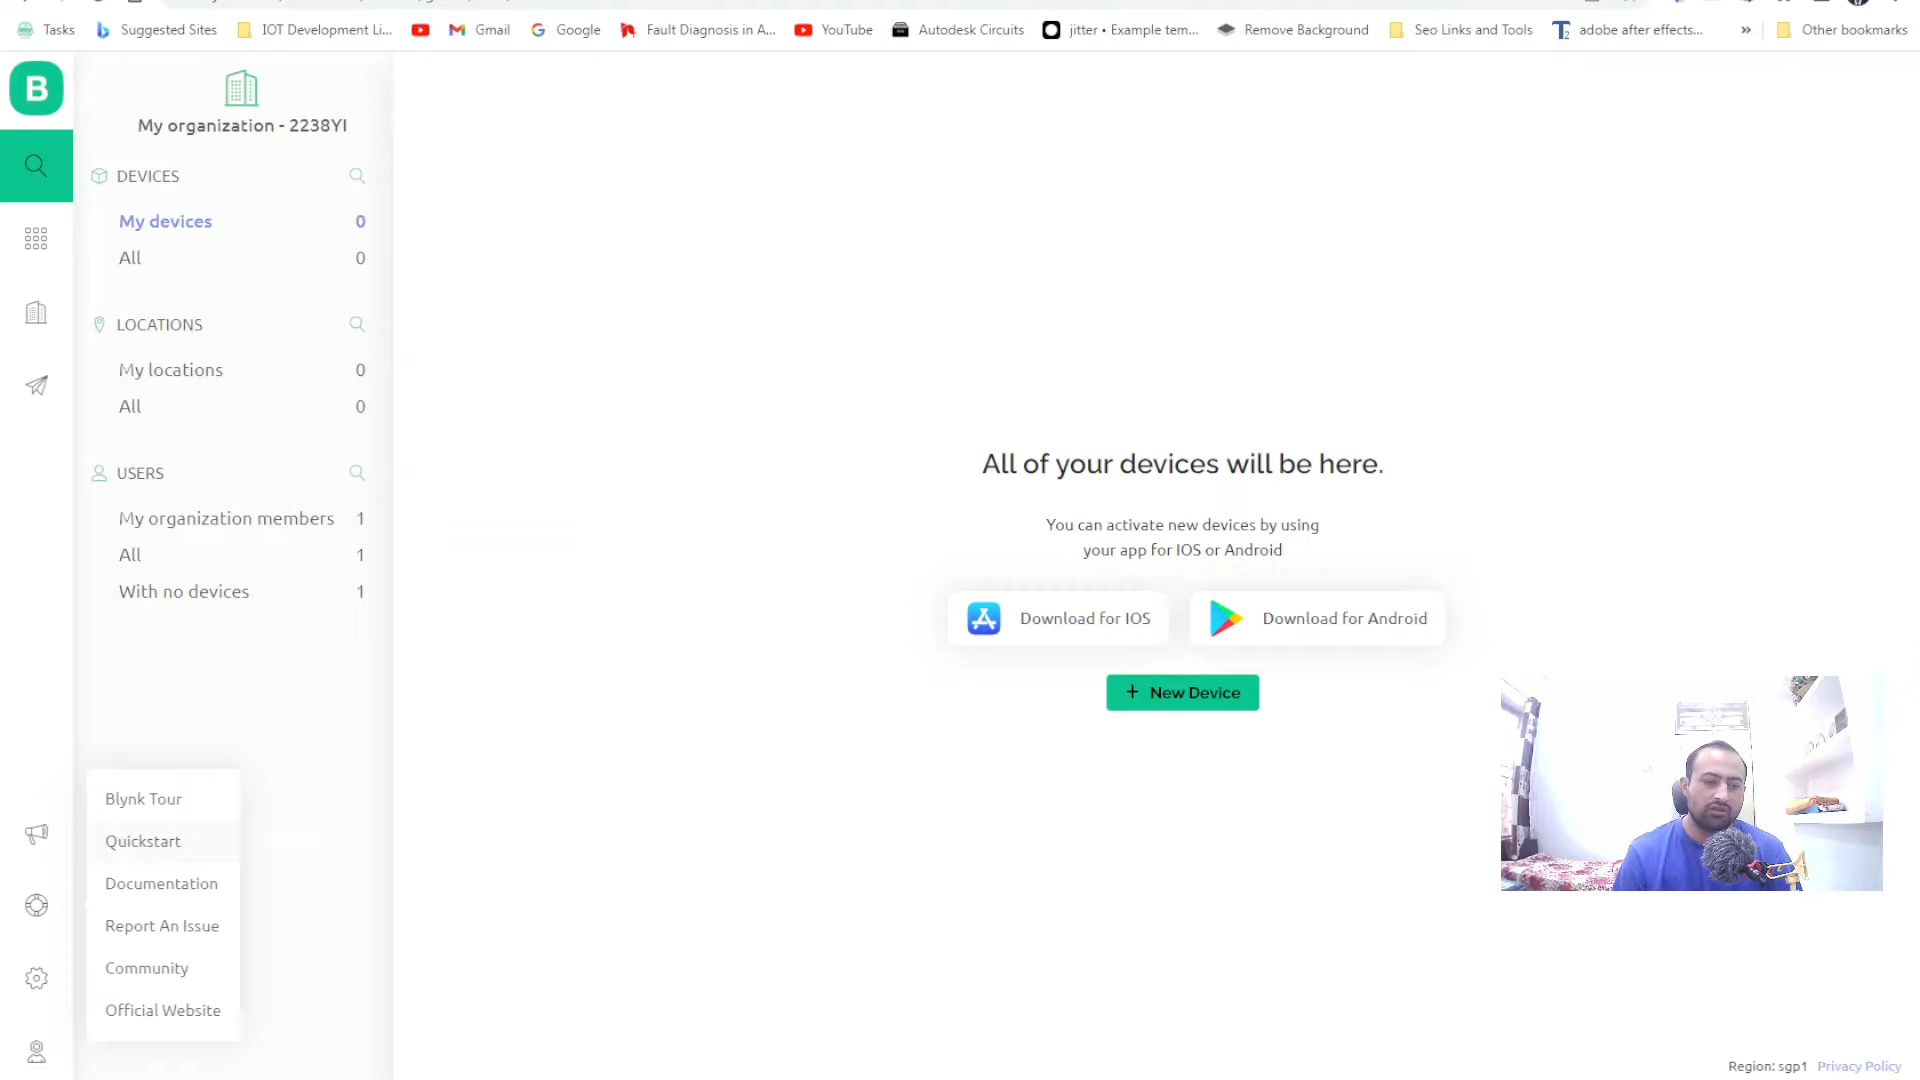 Tasks
Suggested Sites
IOT Development Li...
Gmail
Google
Fault Diagnosis in A...
YouTube
Autodesk Circuits
jitter • Example tem...
Remove Background
Seo Links and Tools
adobe after effects...
»
Other bookmarks
B
My organization - 2238YI
DEVICES
My devices 0
All 0
LOCATIONS
My locations 0
All 0
USERS
My organization members 1
All 1
With no devices 1
All of your devices will be here.
You can activate new devices by using
your app for IOS or Android
Download for IOS
Download for Android
+ New Device
Blynk Tour
Quickstart
Documentation
Report An Issue
Community
Official Website
Region: sgp1 Privacy Policy